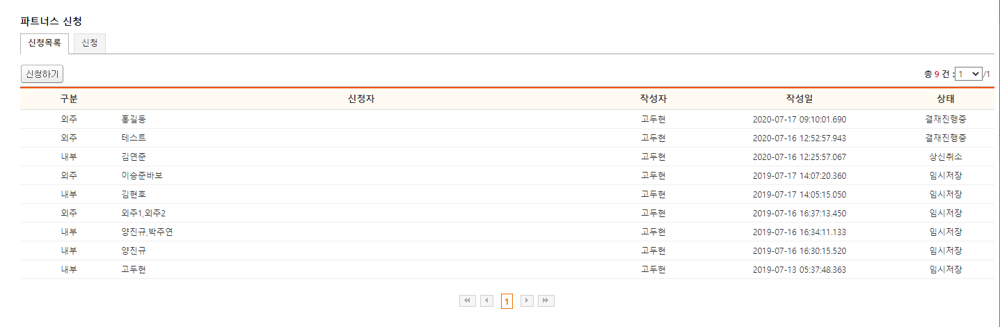 파트너스 신청
신청목록 신청
신청하기 총 9 건 : 1 /1
구분 신청자 작성자 작성일 상태
외주 홍길동 고두현 2020-07-17 09:10:01.690 결재진행중
외주 테스트 고두현 2020-07-16 12:52:57.943 결재진행중
내부 김연준 고두현 2020-07-16 12:25:57.067 상신취소
외주 이승준바보 고두현 2019-07-17 14:07:20.360 임시저장
내부 김현호 고두현 2019-07-17 14:05:15.050 임시저장
외주 외주1,외주2 고두현 2019-07-16 16:37:13.450 임시저장
내부 양진규,박주연 고두현 2019-07-16 16:34:11.133 임시저장
내부 양진규 고두현 2019-07-16 16:30:15.520 임시저장
내부 고두현 고두현 2019-07-13 05:37:48.363 임시저장
1